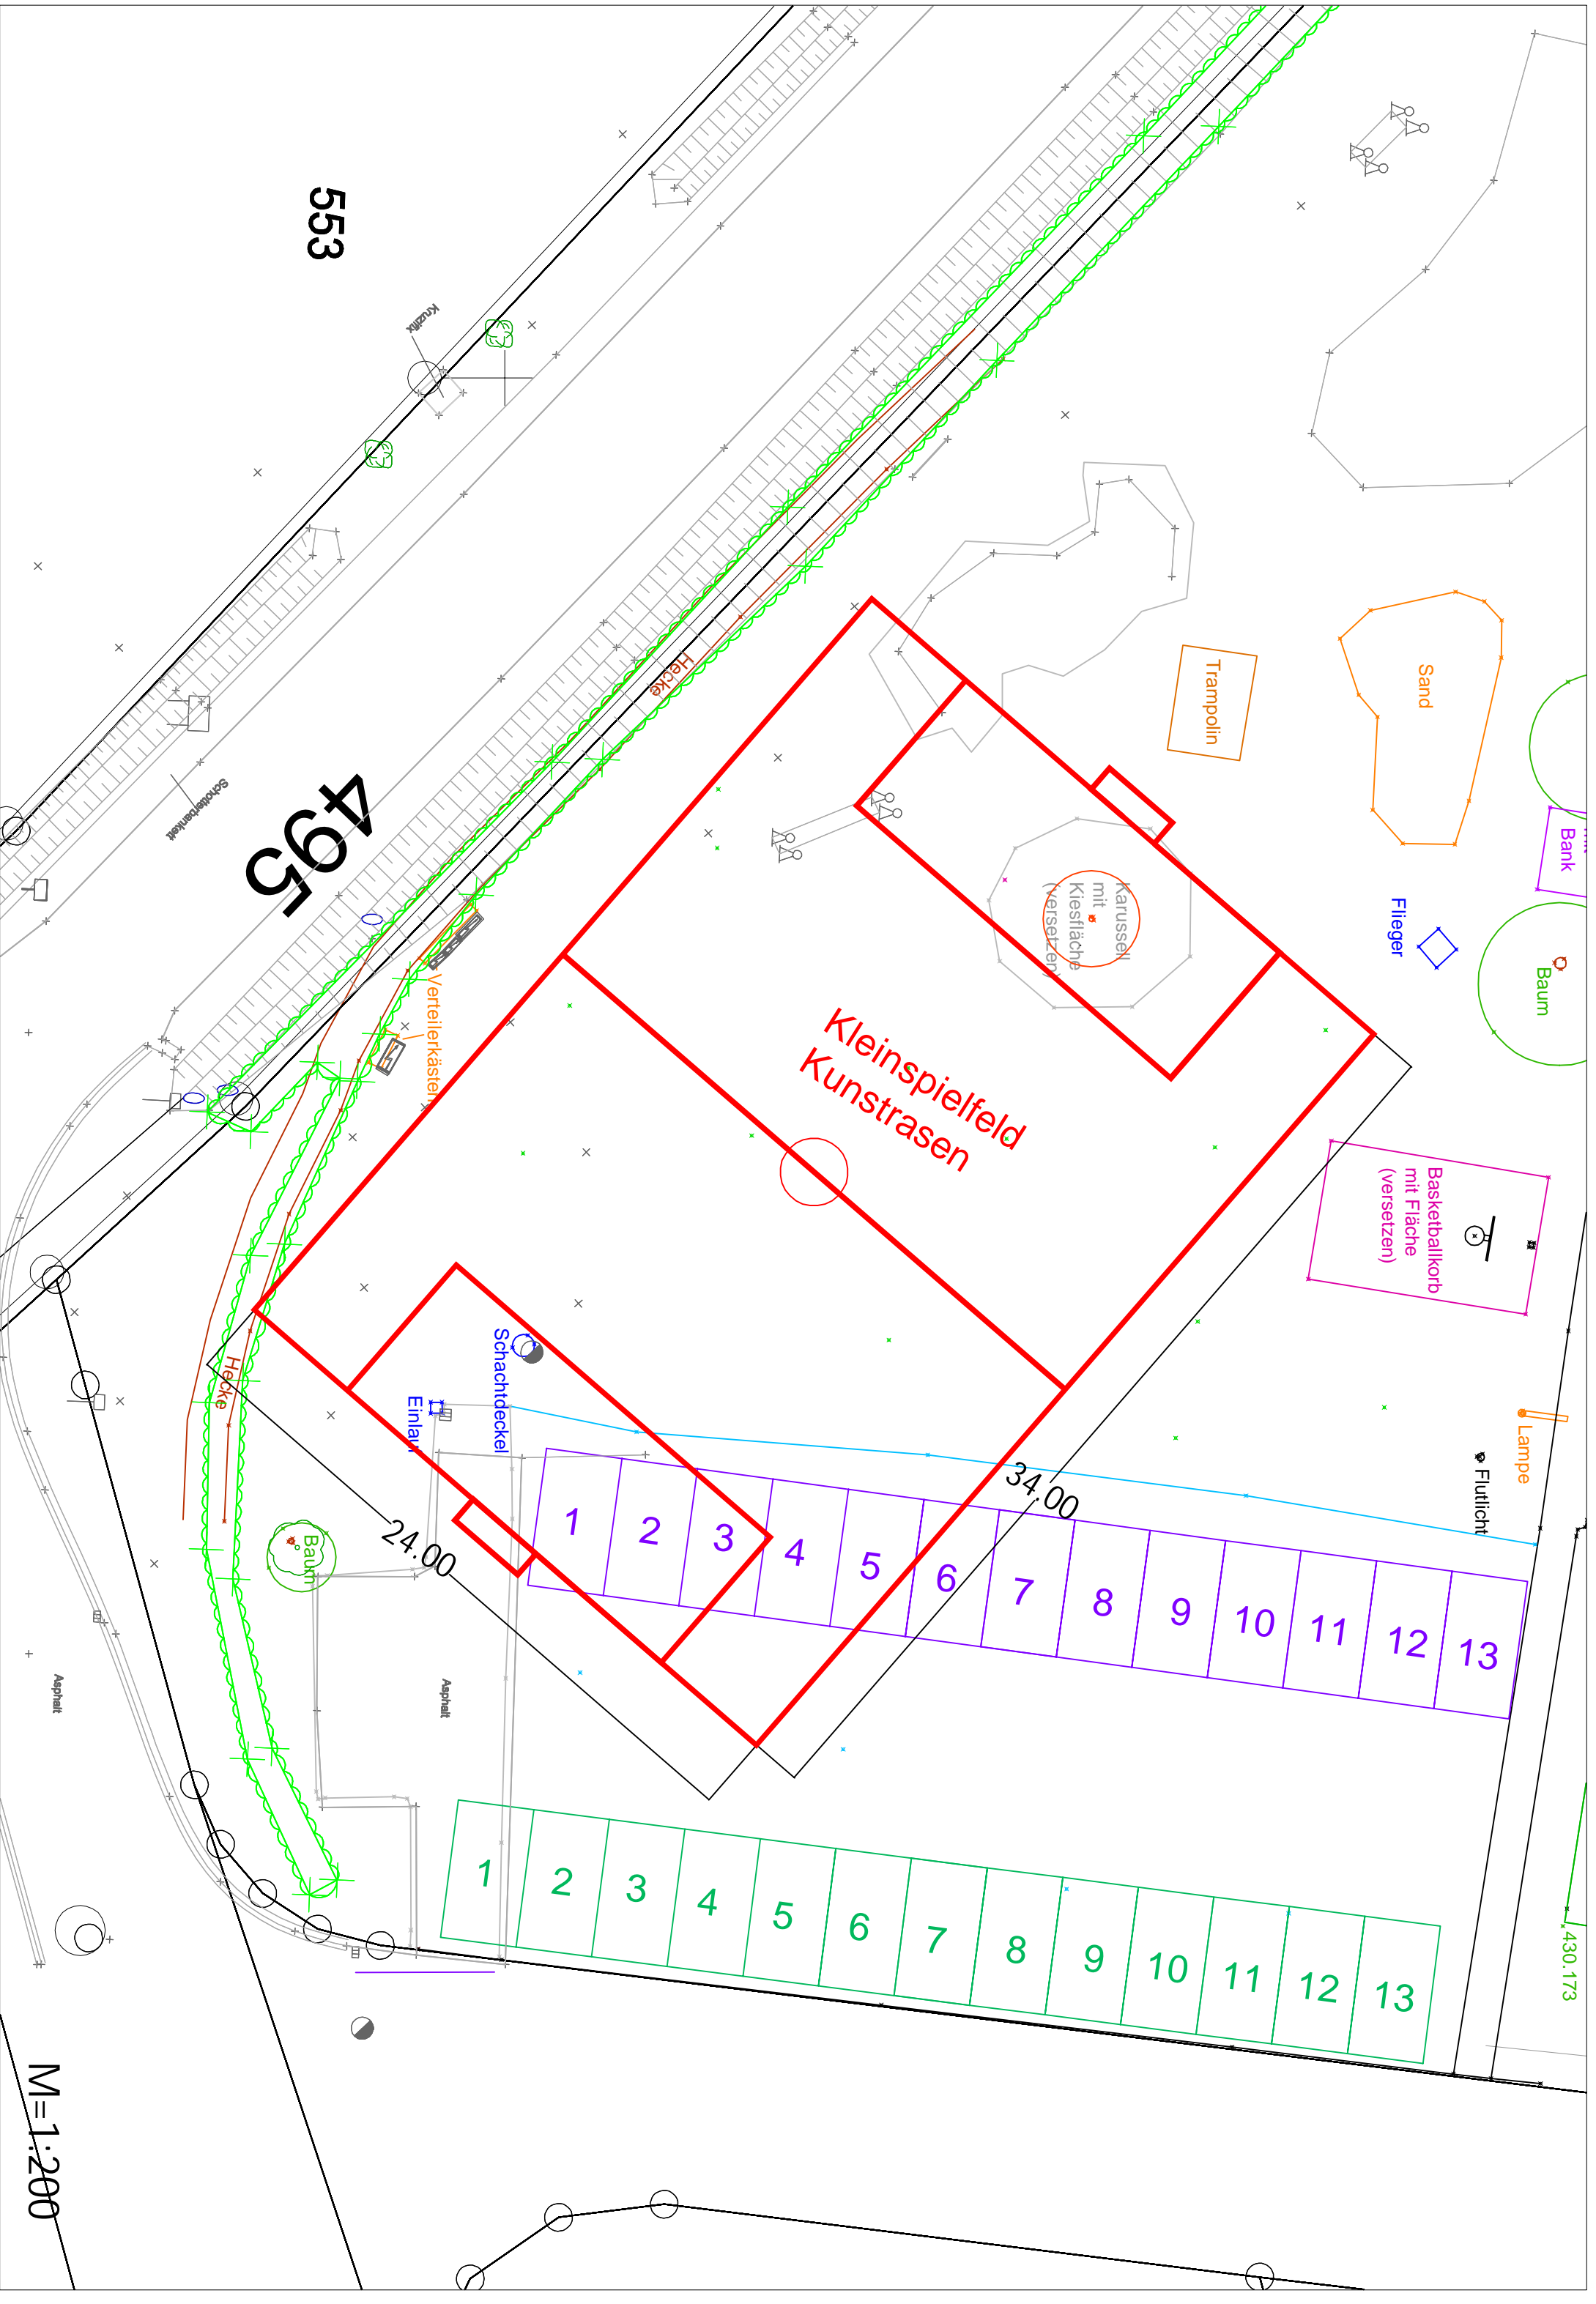 553
Kruzifix
495
Schotterbankett
Hecke
Trampolin
Sand
Bank
Flieger
Baum
Karussell
mit
Kiesfläche
(versetzen)
Verteilerkästen
Kleinspielfeld
Kunstrasen
Basketballkorb
mit Fläche
(versetzen)
Lampe
Flutlicht
Schachtdeckel
Einlauf
Hecke
Baum
34.00
24.00
1 2 3 4 5 6 7 8 9 10 11 12 13
1 2 3 4 5 6 7 8 9 10 11 12 13
Asphalt
Asphalt
430.173
M=1:200